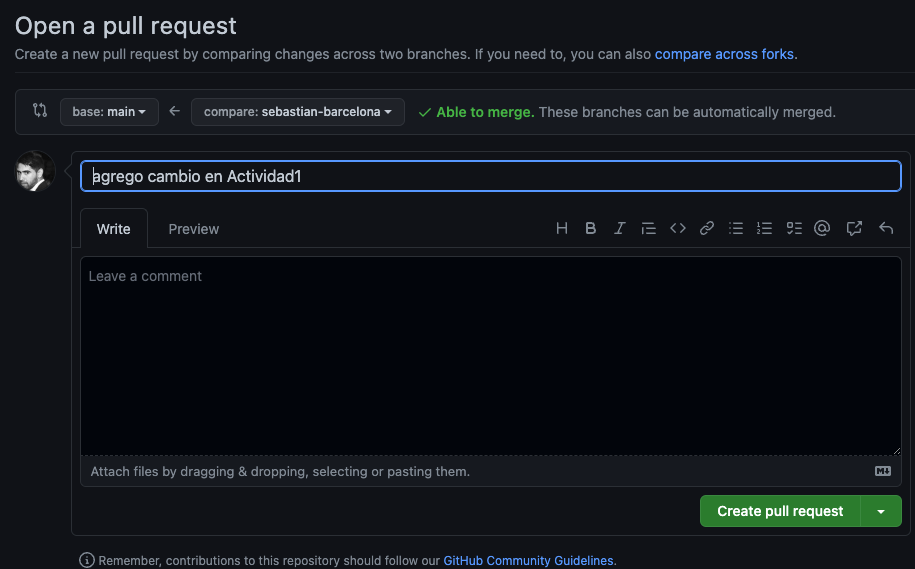 Open a pull request
Create a new pull request by comparing changes across two branches. If you need to, you can also compare across forks.
base: main compare: sebastian-barcelona Able to merge. These branches can be automatically merged.
agrego cambio en Actividad1
Write Preview
Leave a comment
Attach files by dragging & dropping, selecting or pasting them.
Create pull request
Remember, contributions to this repository should follow our GitHub Community Guidelines.